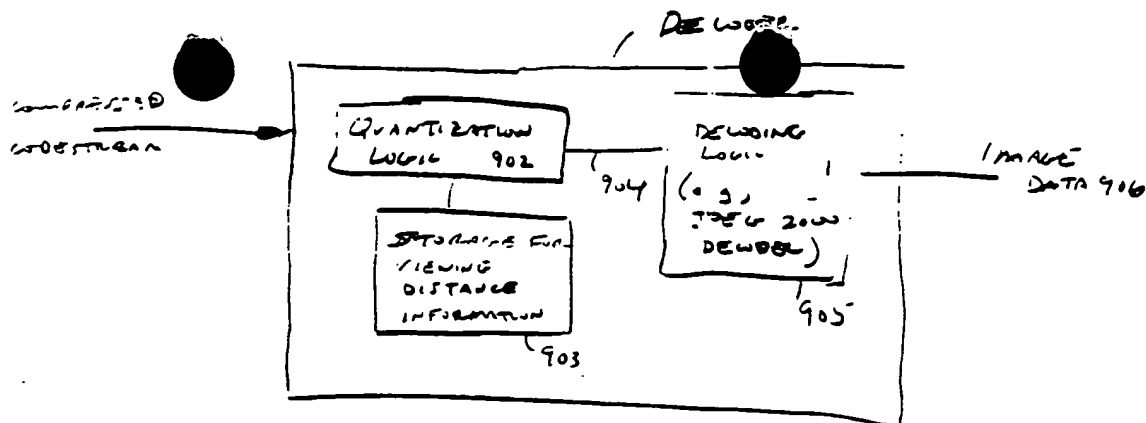 DECODER
COMPRESSED
CODESTREAM
QUANTIZATION
LOGIC 902
904
DECODING
LOGIC
(e.g.,
JPEG 2000
DECODER)
905
IMAGE
DATA 906
STORAGE FOR
VIEWING
DISTANCE
INFORMATION
903